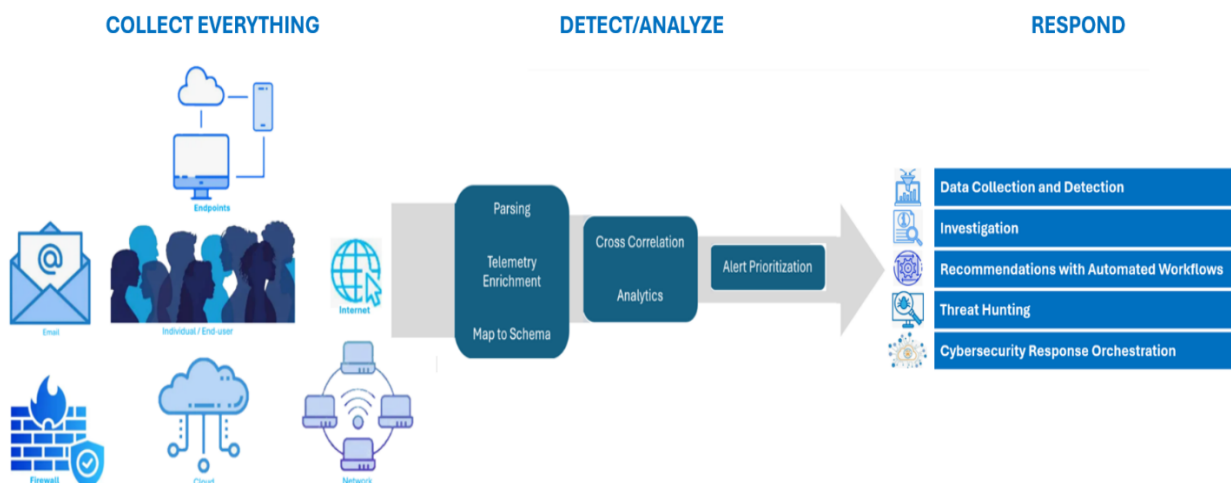 COLLECT EVERYTHING
DETECT/ANALYZE
RESPOND
Endpoints
Email
Individual / End-user
Internet
Firewall
Cloud
Network
Parsing
Telemetry
Enrichment
Map to Schema
Cross Correlation
Analytics
Alert Prioritization
Data Collection and Detection
Investigation
Recommendations with Automated Workflows
Threat Hunting
Cybersecurity Response Orchestration